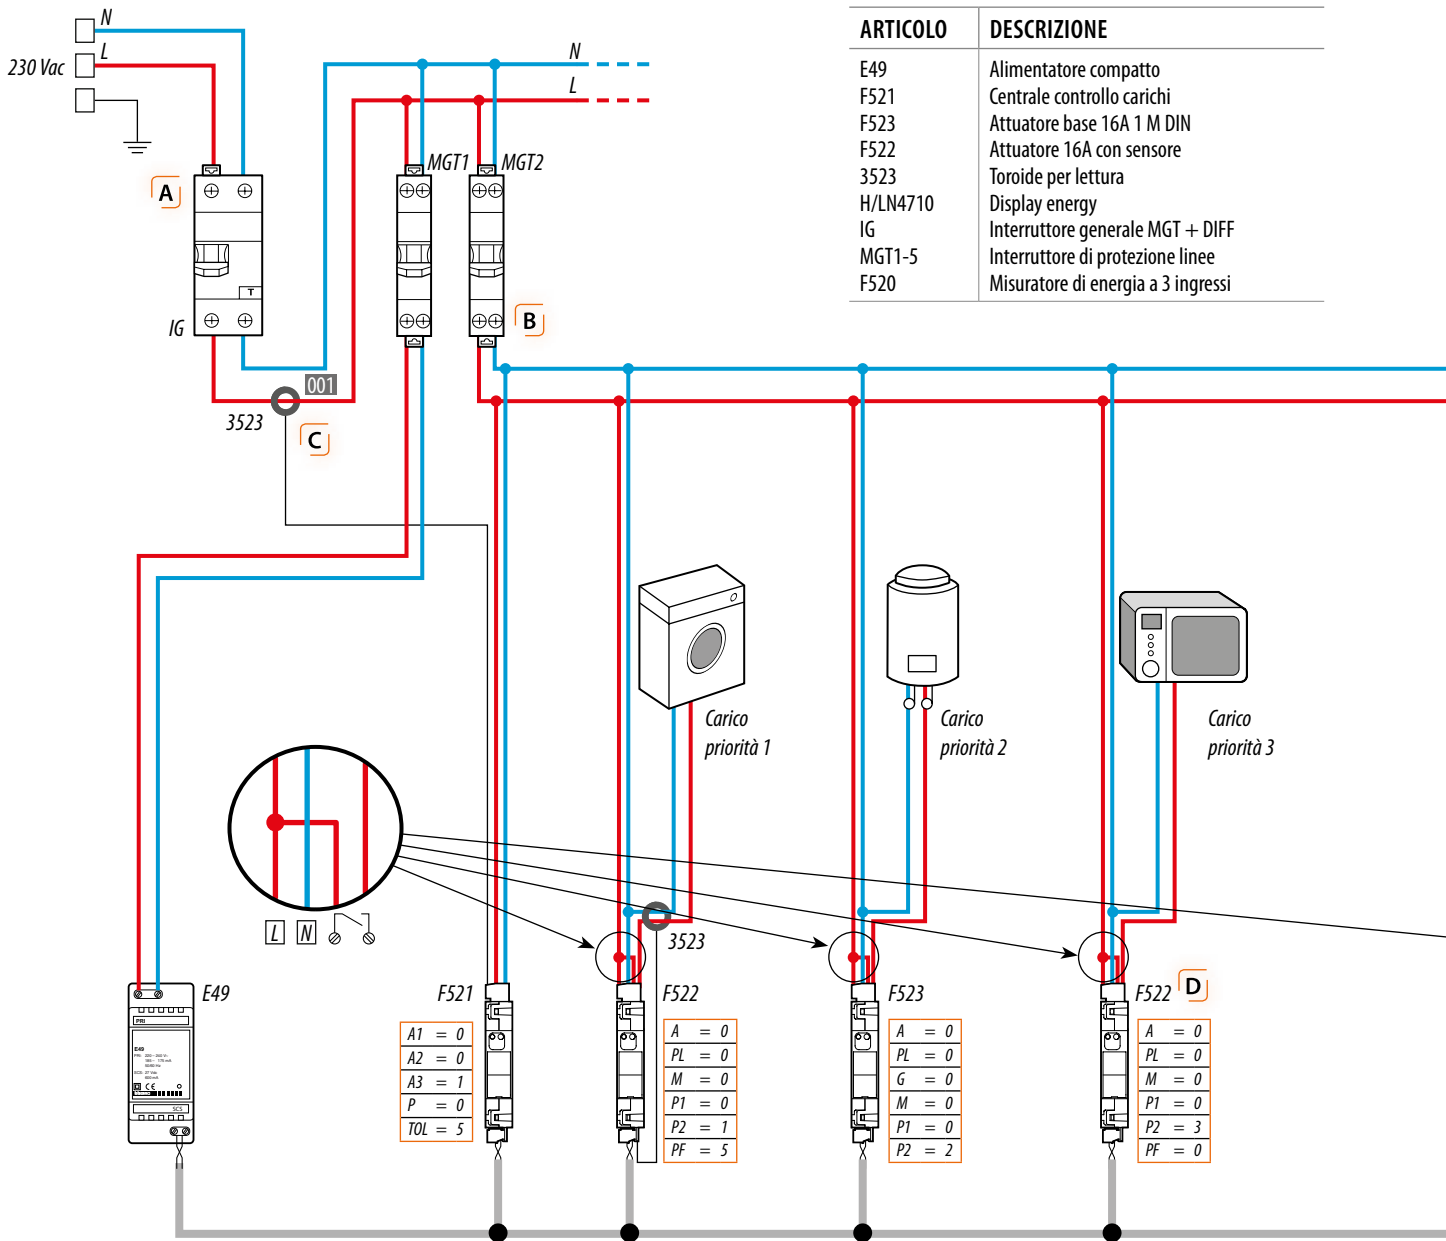 N
L
230 Vac
N
L
ARTICOLO DESCRIZIONE
E49 Alimentatore compatto
F521 Centrale controllo carichi
F523 Attuatore base 16A 1 M DIN
F522 Attuatore 16A con sensore
3523 Toroide per lettura
H/LN4710 Display energy
IG Interruttore generale MGT + DIFF
MGT1-5 Interruttore di protezione linee
F520 Misuratore di energia a 3 ingressi
MGT1 MGT2
A
T
IG
B
001
3523
C
Carico
priorità 1
Carico
priorità 2
Carico
priorità 3
L N
3523
E49
F521
F522
F523
F522
D
A1 = 0
A2 = 0
A3 = 1
P = 0
TOL = 5
A = 0
PL = 0
M = 0
P1 = 0
P2 = 1
PF = 5
A = 0
PL = 0
G = 0
M = 0
P1 = 0
P2 = 2
A = 0
PL = 0
M = 0
P1 = 0
P2 = 3
PF = 0
PRI
E49
SCS